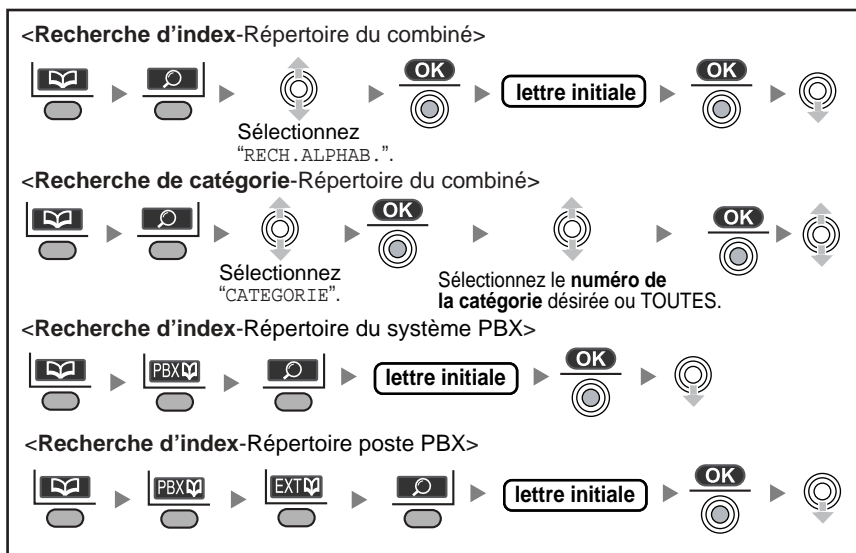 <Recherche d'index-Répertoire du combiné>
OK OK
lettre initiale
Sélectionnez
“RECH.ALPHAB.”.
<Recherche de catégorie-Répertoire du combiné>
OK OK
Sélectionnez
“CATEGORIE”.
Sélectionnez le numéro de
la catégorie désirée ou TOUTES.
<Recherche d'index-Répertoire du système PBX>
PBX lettre initiale OK
<Recherche d'index-Répertoire poste PBX>
PBX EXT lettre initiale OK